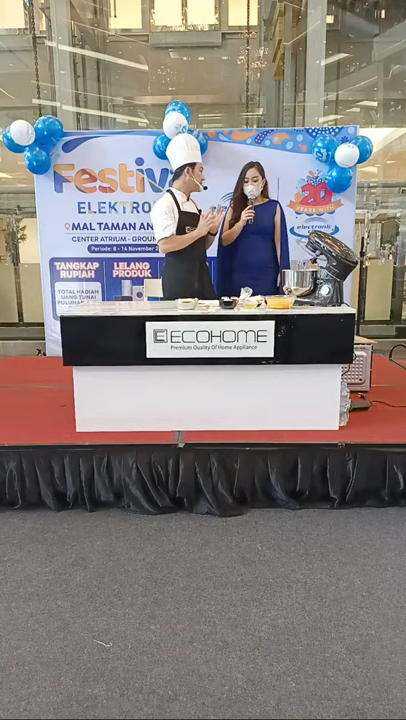 Festiv
ELEKTRO
MAL TAMAN AN
CENTER ATRIUM - GROUN
Periode: 8 - 14 November 2
TANGKAP
RUPIAH
LELANG
PRODUK
TOTAL HADIAH
UANG TUNAI
PULUHA
20
YEARS WITH
electronic
ECOHOME
Premium Quality Of Home Appliance